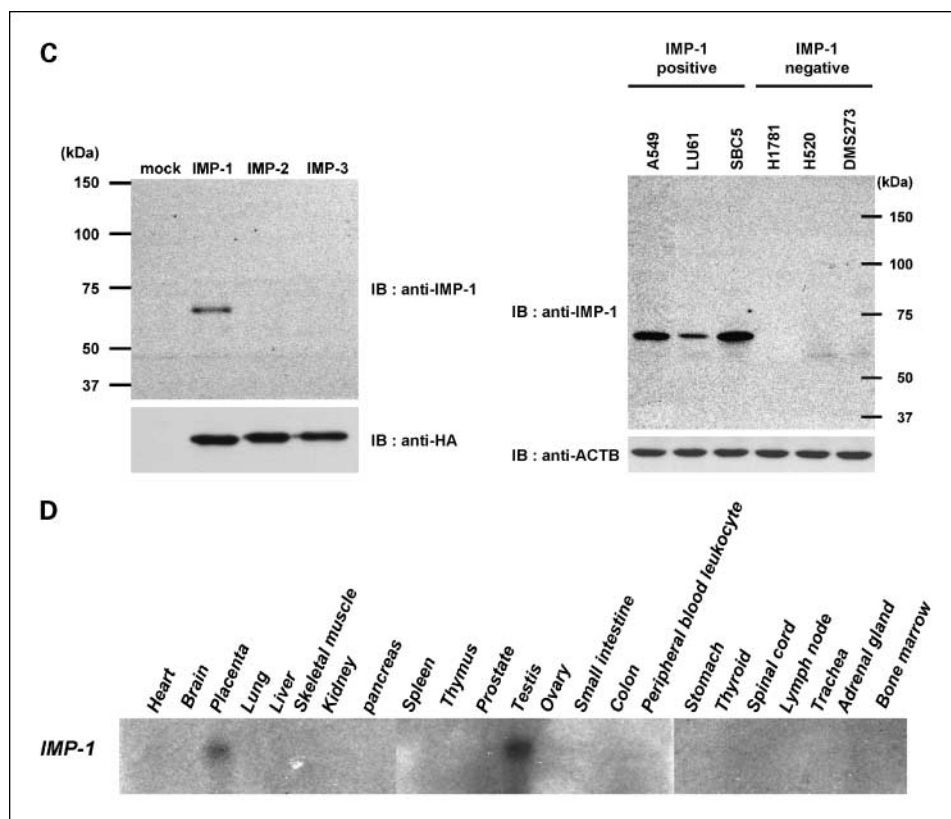 C
(kDa)
mock IMP-1 IMP-2 IMP-3
150
100
75
50
37
IB : anti-IMP-1
IB : anti-HA
IMP-1
positive
IMP-1
negative
A549
LU61
SBC5
H1781
H520
DMS273
(kDa)
150
100
75
50
37
IB : anti-IMP-1
IB : anti-ACTB
D
Heart
Brain
Placenta
Lung
Liver
Skeletal muscle
Kidney
pancreas
Spleen
Thymus
Prostate
Testis
Ovary
Small intestine
Colon
Peripheral blood leukocyte
Stomach
Thyroid
Spinal cord
Lymph node
Trachea
Adrenal gland
Bone marrow
IMP-1